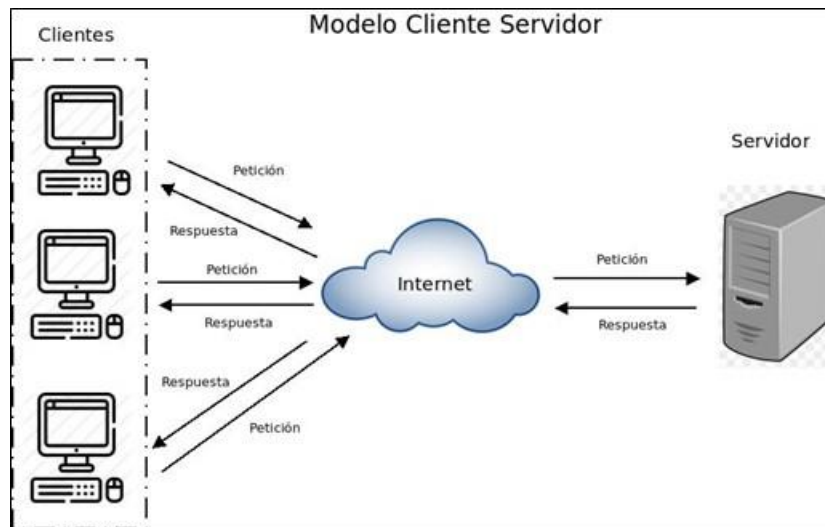 Modelo Cliente Servidor
Clientes
Servidor
Petición
Respuesta
Petición
Respuesta
Internet
Petición
Respuesta
Respuesta
Petición